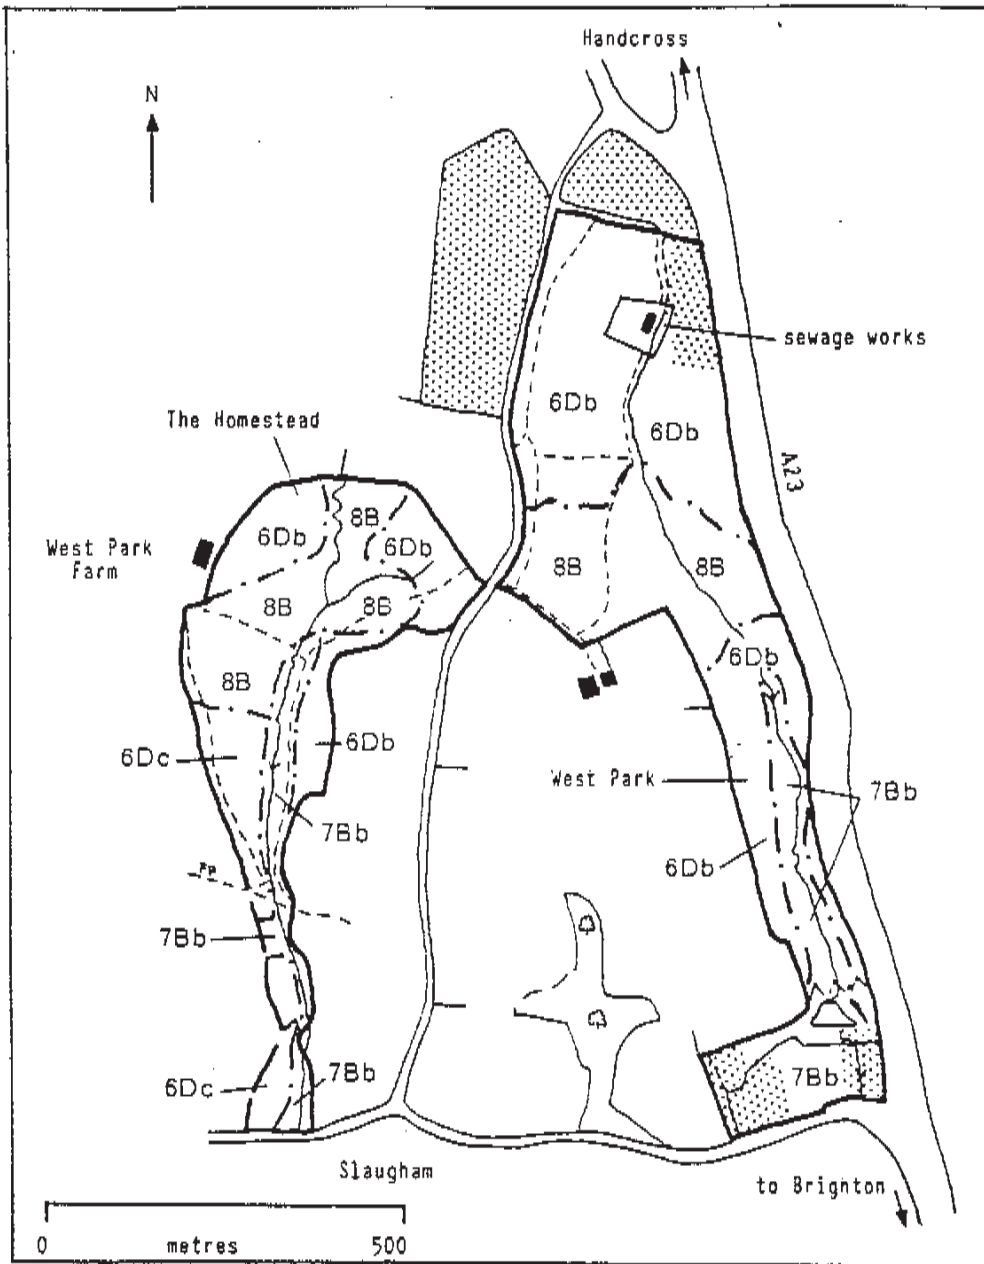 Handcross
N
sewage works
6Db
6Db
A23
The Homestead
8B
6Db
6Db
West Park
Farm
8B
8B
8B
8B
6Db
8B
6Dc
6Db
West Park
7Bb
7Bb
6Db
FP
7Bb
6Dc
7Bb
7Bb
Slaugham
to Brighton
0 metres 500